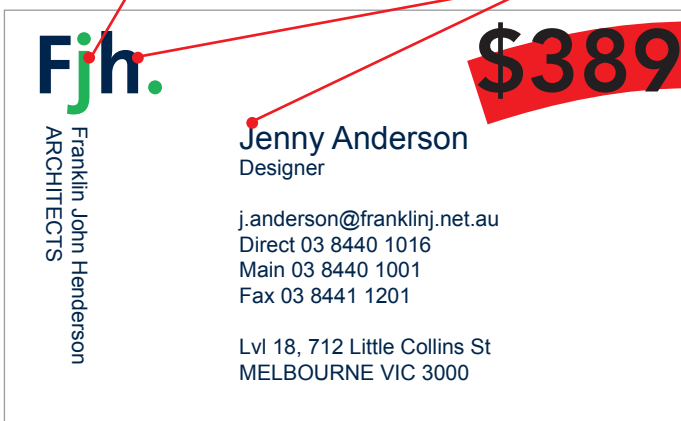 Fjh.
$389
Franklin John Henderson
ARCHITECTS
Jenny Anderson
Designer
j.anderson@franklinj.net.au
Direct 03 8440 1016
Main 03 8440 1001
Fax 03 8441 1201
Lvl 18, 712 Little Collins St
MELBOURNE VIC 3000